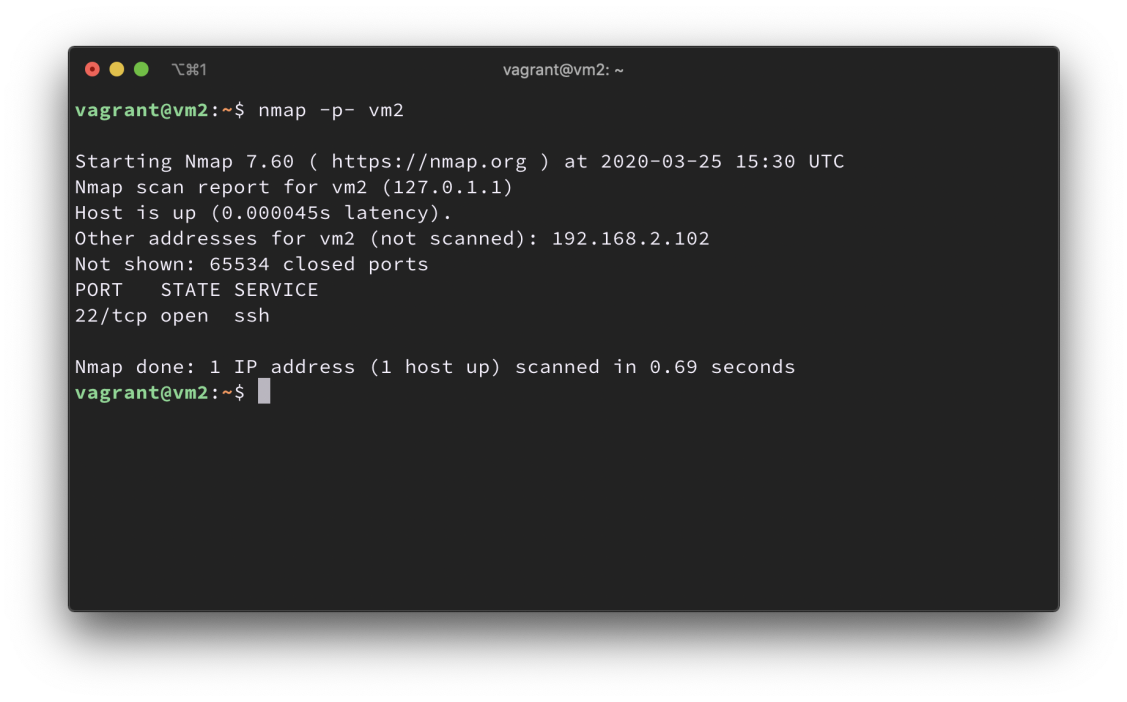 ⌥⌘1
vagrant@vm2: ~
vagrant@vm2:~$ nmap -p- vm2
Starting Nmap 7.60 ( https://nmap.org ) at 2020-03-25 15:30 UTC
Nmap scan report for vm2 (127.0.1.1)
Host is up (0.000045s latency).
Other addresses for vm2 (not scanned): 192.168.2.102
Not shown: 65534 closed ports
PORT   STATE SERVICE
22/tcp open  ssh
Nmap done: 1 IP address (1 host up) scanned in 0.69 seconds
vagrant@vm2:~$